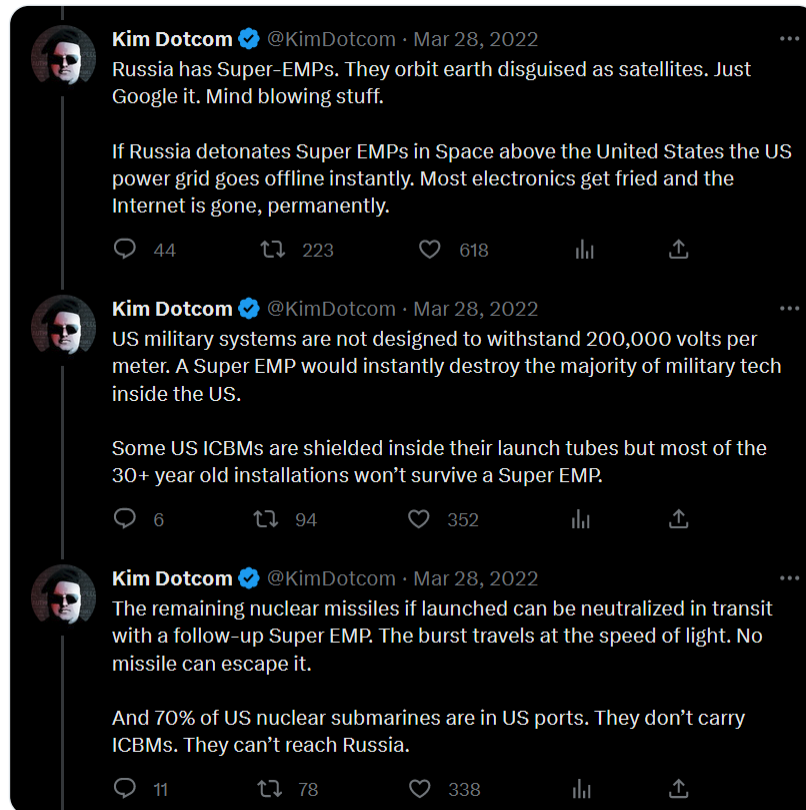 Kim Dotcom @KimDotcom · Mar 28, 2022
Russia has Super-EMPs. They orbit earth disguised as satellites. Just
Google it. Mind blowing stuff.
If Russia detonates Super EMPs in Space above the United States the US
power grid goes offline instantly. Most electronics get fried and the
Internet is gone, permanently.
44 223 618
Kim Dotcom @KimDotcom · Mar 28, 2022
US military systems are not designed to withstand 200,000 volts per
meter. A Super EMP would instantly destroy the majority of military tech
inside the US.
Some US ICBMs are shielded inside their launch tubes but most of the
30+ year old installations won’t survive a Super EMP.
6 94 352
Kim Dotcom @KimDotcom · Mar 28, 2022
The remaining nuclear missiles if launched can be neutralized in transit
with a follow-up Super EMP. The burst travels at the speed of light. No
missile can escape it.
And 70% of US nuclear submarines are in US ports. They don’t carry
ICBMs. They can’t reach Russia.
11 78 338